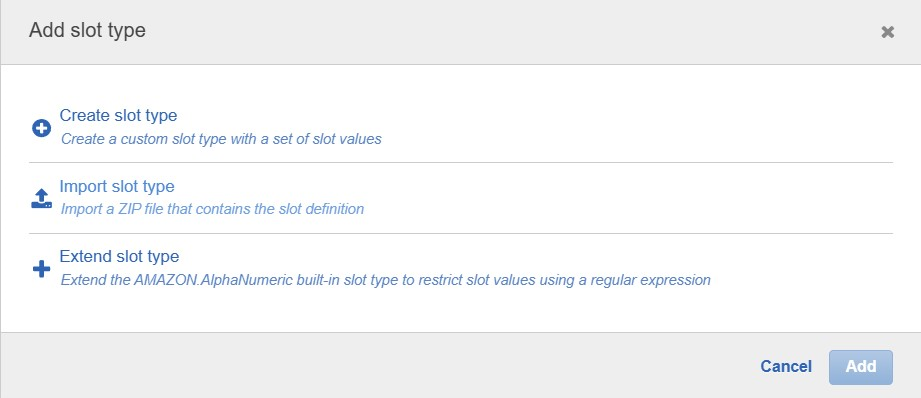 Add slot type
Create slot type
Create a custom slot type with a set of slot values
Import slot type
Import a ZIP file that contains the slot definition
Extend slot type
Extend the AMAZON.AlphaNumeric built-in slot type to restrict slot values using a regular expression
Cancel
Add